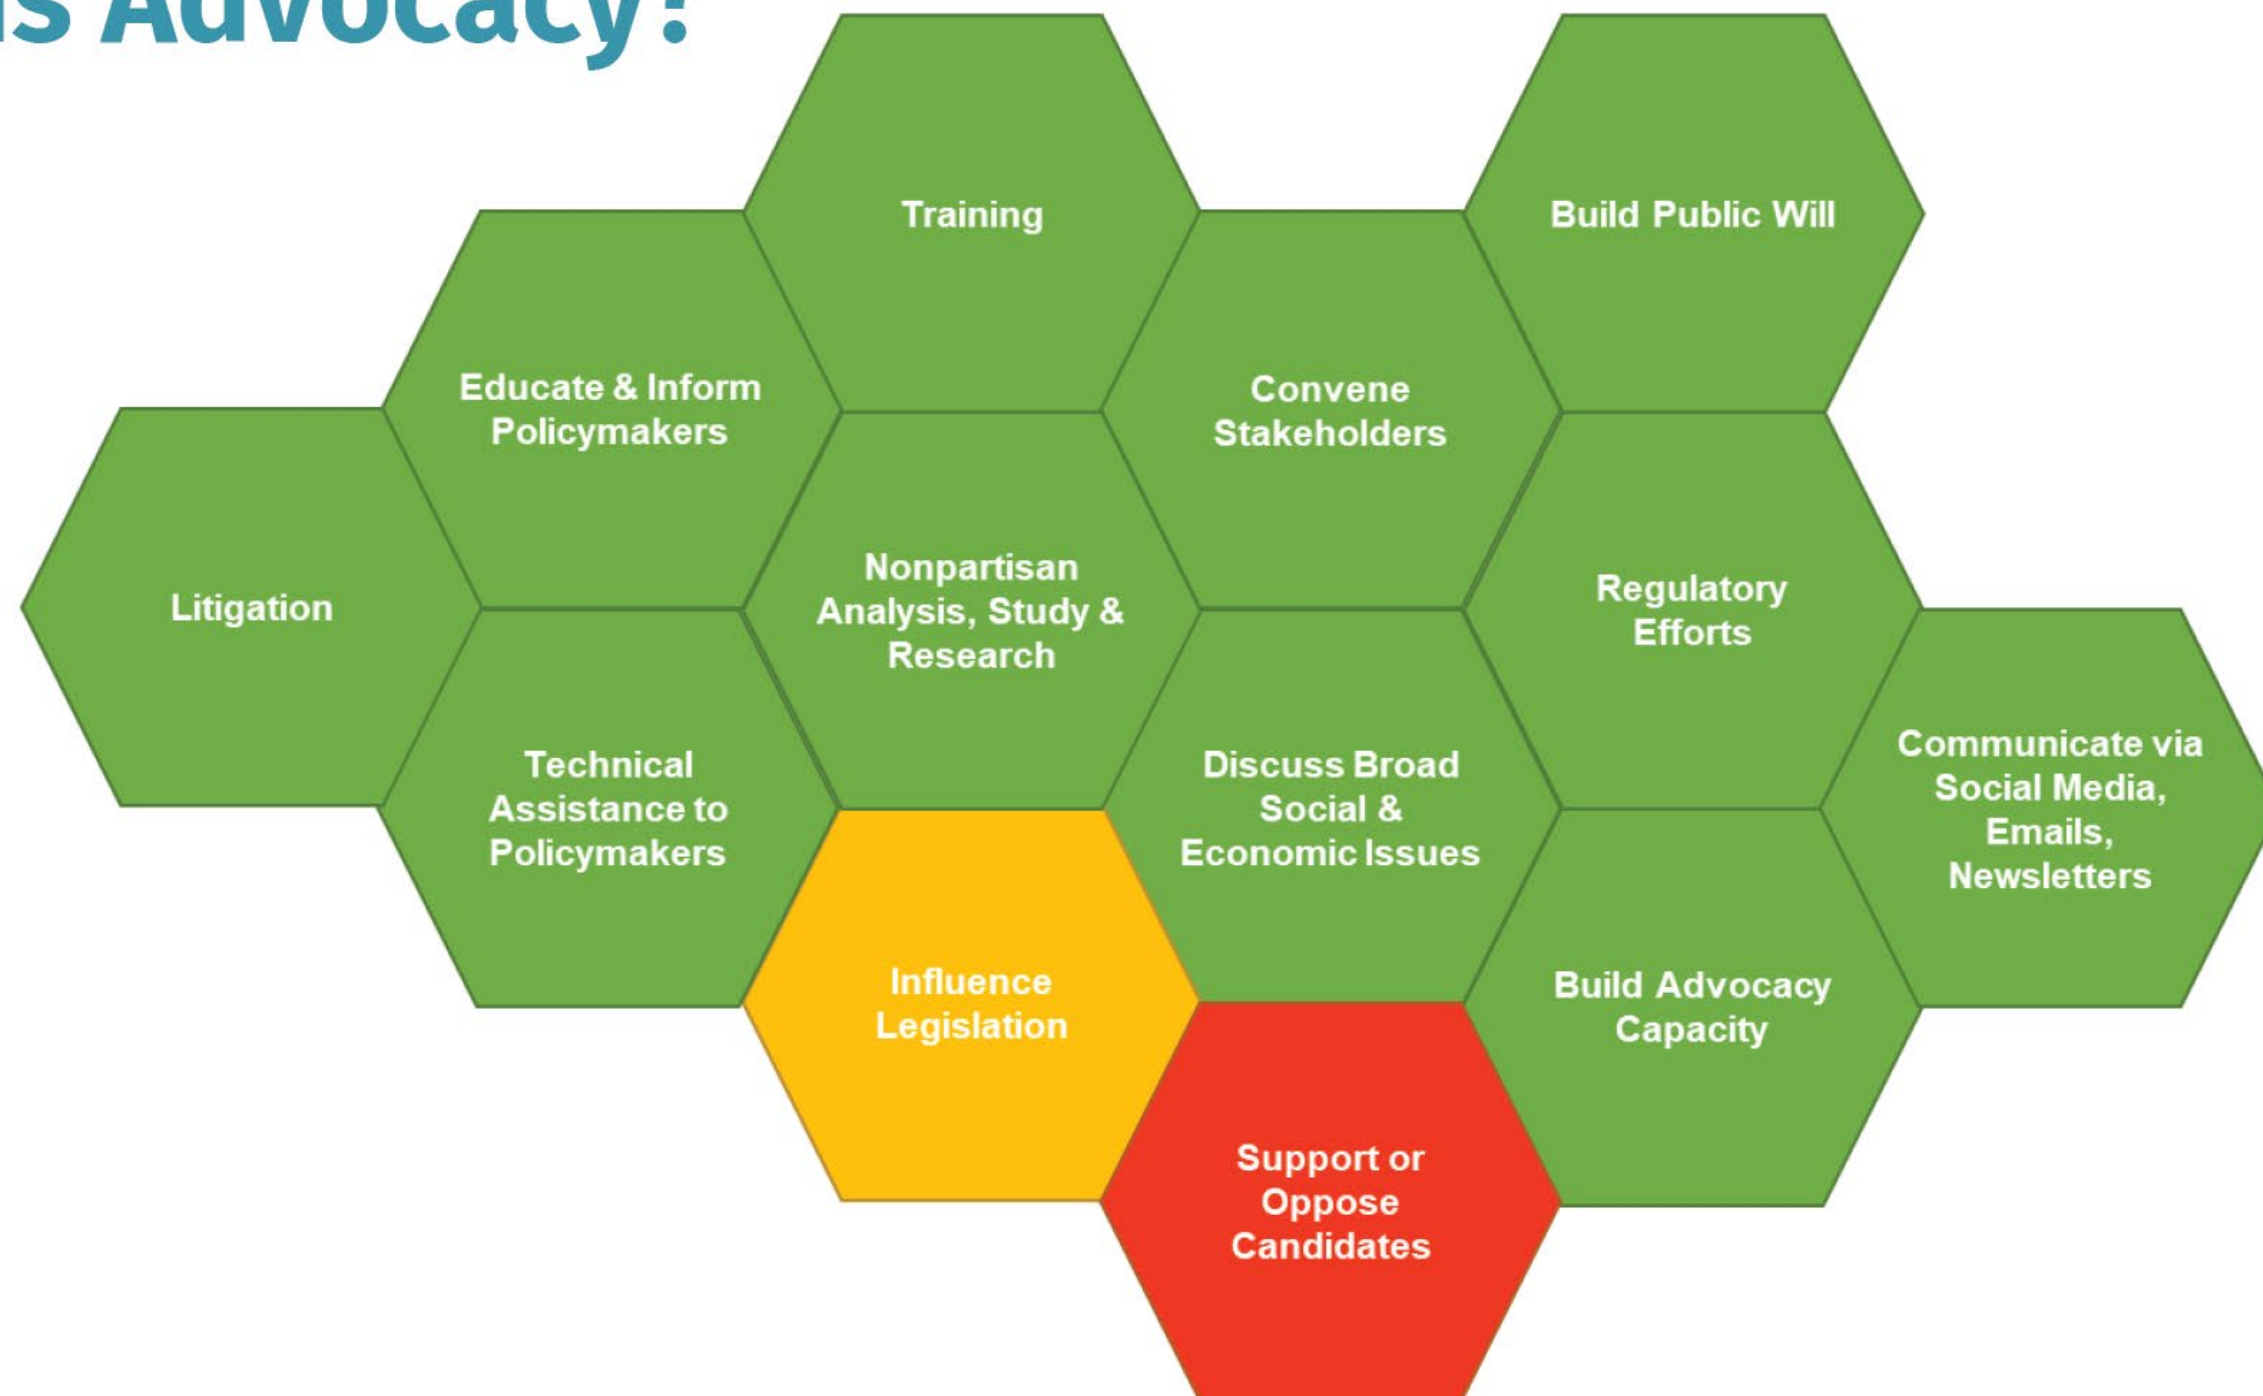 is Advocacy?
Training
Build Public Will
Educate & Inform
Policymakers
Convene
Stakeholders
Litigation
Nonpartisan
Analysis, Study &
Research
Regulatory
Efforts
Technical
Assistance to
Policymakers
Discuss Broad
Social &
Economic Issues
Communicate via
Social Media,
Emails,
Newsletters
Influence
Legislation
Build Advocacy
Capacity
Support or
Oppose
Candidates